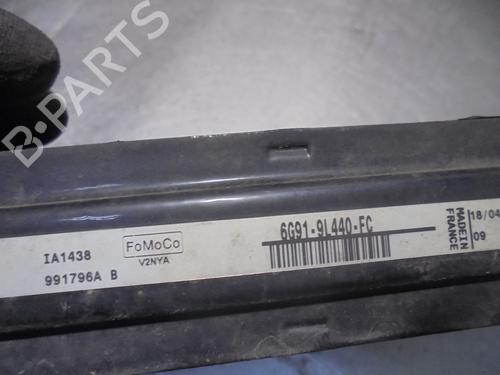 B-PARTS
IA1438
991796A B
FoMoCo
V2NYA
6G91-9L440-FC
MADE IN
FRANCE
18/04
09